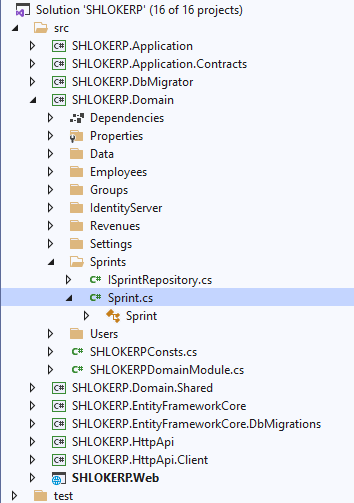 Solution 'SHLOKERP' (16 of 16 projects)
src
C# SHLOKERP.Application
C# SHLOKERP.Application.Contracts
C# SHLOKERP.DbMigrator
C# SHLOKERP.Domain
Dependencies
Properties
Data
Employees
Groups
IdentityServer
Revenues
Settings
Sprints
C# ISprintRepository.cs
C# Sprint.cs
Sprint
Users
C# SHLOKERPConsts.cs
C# SHLOKERPDomainModule.cs
C# SHLOKERP.Domain.Shared
C# SHLOKERP.EntityFrameworkCore
C# SHLOKERP.EntityFrameworkCore.DbMigrations
C# SHLOKERP.HttpApi
C# SHLOKERP.HttpApi.Client
SHLOKERP.Web
test